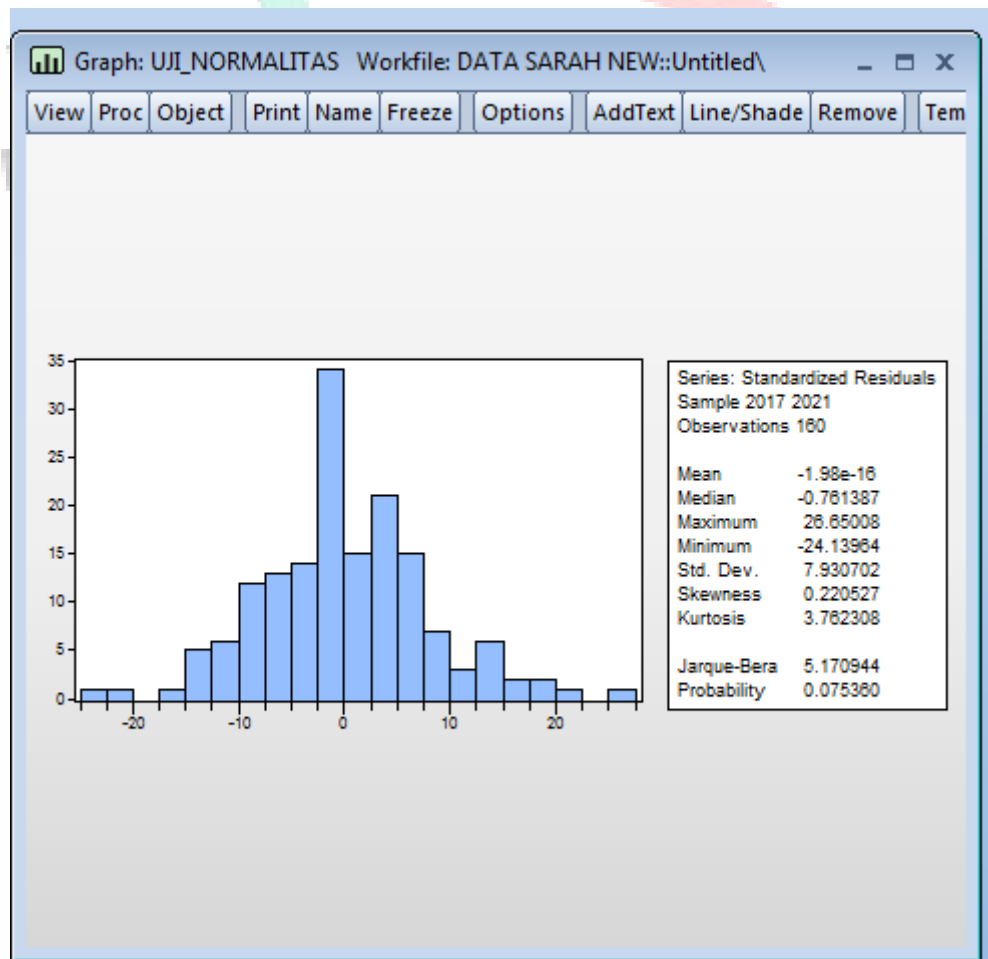 Graph: UJI_NORMALITAS Workfile: DATA SARAH NEW::Untitled\
View Proc Object Print Name Freeze Options AddText Line/Shade Remove Tem
35
30
25
20
15
10
5
0
-20 -10 0 10 20
Series: Standardized Residuals
Sample 2017 2021
Observations 160
Mean -1.98e-16
Median -0.761387
Maximum 26.65008
Minimum -24.13964
Std. Dev. 7.930702
Skewness 0.220527
Kurtosis 3.762308
Jarque-Bera 5.170944
Probability 0.075360